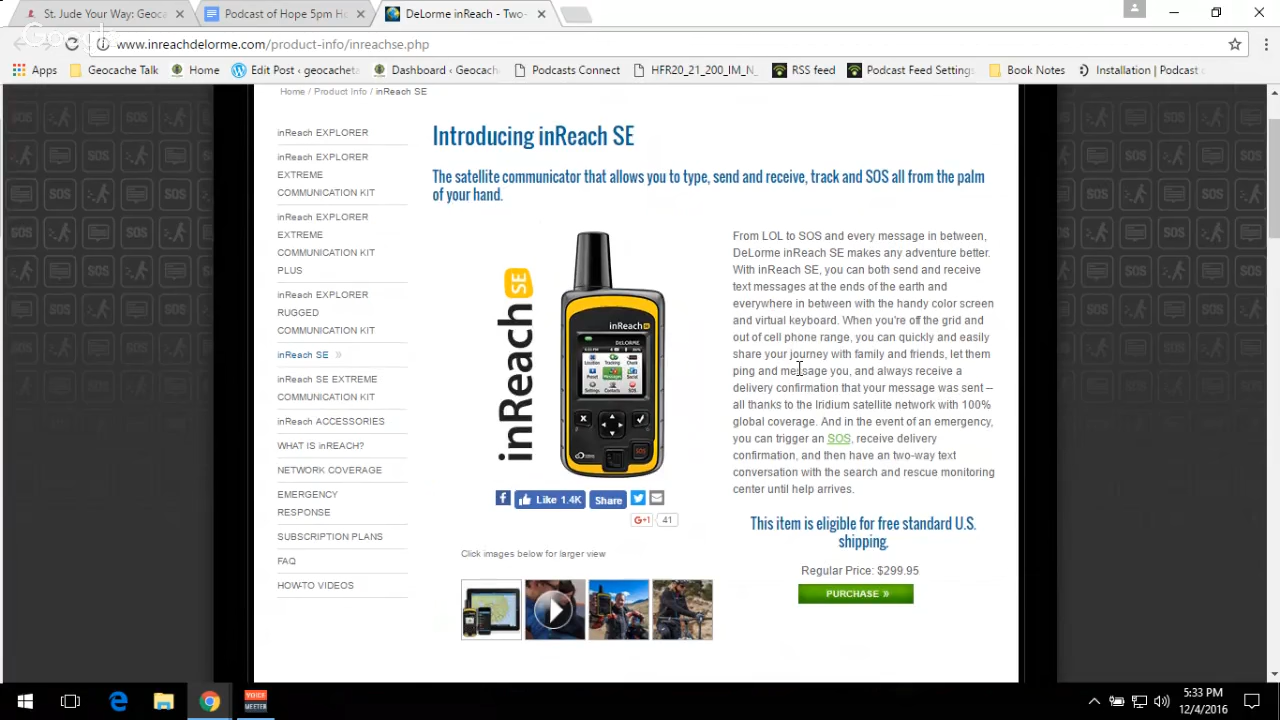 St. Jude Your Way: Geoca
Podcast of Hope 5pm H
DeLorme inReach - Two-
Google
www.inreachdelorme.com/product-info/inreachse.php
Apps
Geocache Talk
Home
Edit Post ‹ geocacheta
Dashboard ‹ Geocach
Podcasts Connect
HFR20_21_200_IM_N_
RSS feed
Podcast Feed Settings
Book Notes
Installation | Podcast
Home / Product Info / inReach SE
inReach EXPLORER
inReach EXPLORER
EXTREME
COMMUNICATION KIT
inReach EXPLORER
EXTREME
COMMUNICATION KIT
PLUS
inReach EXPLORER
RUGGED
COMMUNICATION KIT
inReach SE »
inReach SE EXTREME
COMMUNICATION KIT
inReach ACCESSORIES
WHAT IS inREACH?
NETWORK COVERAGE
EMERGENCY
RESPONSE
SUBSCRIPTION PLANS
FAQ
HOW-TO VIDEOS
Introducing inReach SE
The satellite communicator that allows you to type, send and receive, track and SOS all from the palm
of your hand.
inReach SE
inReach SE
DELORME
SOS
Like 1.4K
Share
G+1
41
Click images below for larger view
From LOL to SOS and every message in between,
DeLorme inReach SE makes any adventure better.
With inReach SE, you can both send and receive
text messages at the ends of the earth and
everywhere in between with the handy color screen
and virtual keyboard. When you're off the grid and
out of cell phone range, you can quickly and easily
share your journey with family and friends, let them
ping and message you, and always receive a
delivery confirmation that your message was sent –
all thanks to the Iridium satellite network with 100%
global coverage. And in the event of an emergency,
you can trigger an SOS, receive delivery
confirmation, and then have an two-way text
conversation with the search and rescue monitoring
center until help arrives.
This item is eligible for free standard U.S.
shipping.
Regular Price: $299.95
PURCHASE »
VOICE
MEETER
5:33 PM
12/4/2016